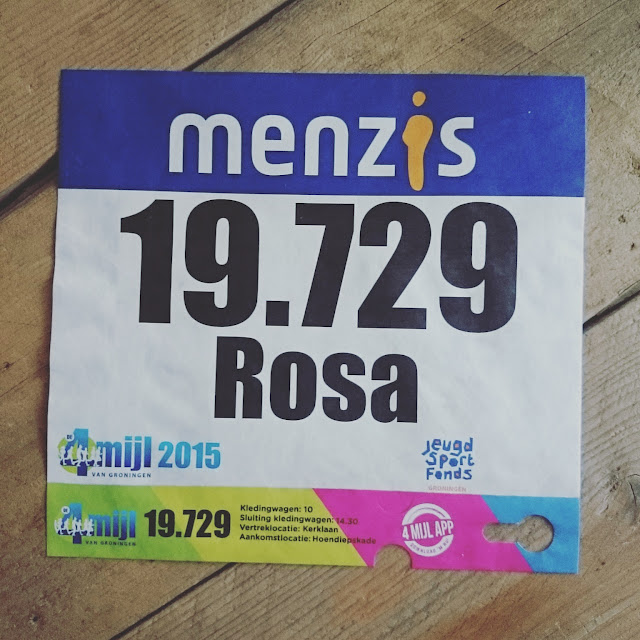 menzis
19.729
Rosa
4 mijl 2015
VAN GRONINGEN
jeugd
sport
fonds
GRONINGEN
4 mijl
VAN GRONINGEN
19.729
Kledingwagen: 10
Sluiting kledingwagen: 14.30
Vertreklocatie: Kerklaan
Aankomstlocatie: Hoendiepskade
4 MIJL APP